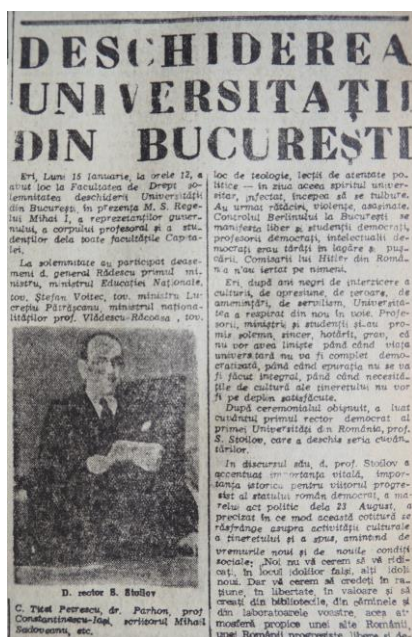 DESCHIDEREA
UNIVERSITAȚII
DIN BUCUREȘTI
Eri, Luni 15 Ianuarie, la orele 12, a
avut loc la Facultatea de Drept so-
lemnitatea deschiderii Universității
din București, în prezența M. S. Rege-
lui Mihai I, a reprezetanților guver-
nului, a corpului profesoral și a stu-
denților dela toate facultățile Capita-
lei.
La solemnitate au participat dease-
meni d. general Rădescu primul mi-
nistru, ministrul Educației Naționale,
tov. Ștefan Voitec, tov. ministru Lu-
crețiu Pătrășcanu, ministrul naționa-
lităților prof. Vlădescu-Răcoasa, tov.
D. rector S. Stoilov
C. Titel Petrescu, dr. Parhon, prof
Constantinescu-Iași, scriitorul Mihail
Sadoveanu, etc.
loc de teologie, lecții de atentate po-
litice — în ziua aceea spiritul univer-
sitar, infectat, începea să se tulbure.
Au urmat rătăciri, violențe, asasinate.
Controlul Berlinului la București se
manifesta liber și studenții democrați,
profesorii democrați, intelectualii de-
mocrați erau tărîți în lagăre și puș-
cării. Comisarii lui Hitler din Româ-
nia n'au iertat pe nimeni.
Eri, după ani negri de interzicere a
culturii, de opresiune, de teroare, de
amenințări, de servilism, Universita-
tea a respirat din nou în voie. Profe-
sorii, miniștrii și studenții și-au pro-
mis solemn, sincer, hotărît, grav, că
nu vor avea liniște până când viața
universitară nu va fi complet demo-
cratizată, până când epurația nu se va
fi făcut integral, până când necesită-
țile de cultură ale tineretului nu vor
fi pe deplin satisfăcute.
După ceremonialul obișnuit, a luat
cuvântul primul rector democrat al
primei Universități din România, prof.
S. Stoilov, care a deschis seria cuvân-
tărilor.
In discursul său, d. prof. Stoilov a
accentuat importanța vitală, impor-
tanța istorică pentru viitorul progre-
sist al statului român democrat, a ma-
relui act politic dela 23 August, a
precizat în ce mod această cotitură se
răsfrânge asupra activității culturale
a tineretului și a spus, amintind de
vremurile noui și de nouile condiții
sociale: „Noi nu vă cerem să vă ridi-
cați, în locul idolilor falși, alți idoli
noui. Dar vă cerem să credeți în ra-
țiune, în libertate, în valoare și să
creați din bibliotecile, din căminele și
din laboratoarele voastre, acea at-
mosferă propice unei alte Românii,
unei Românii progresiste, libere și